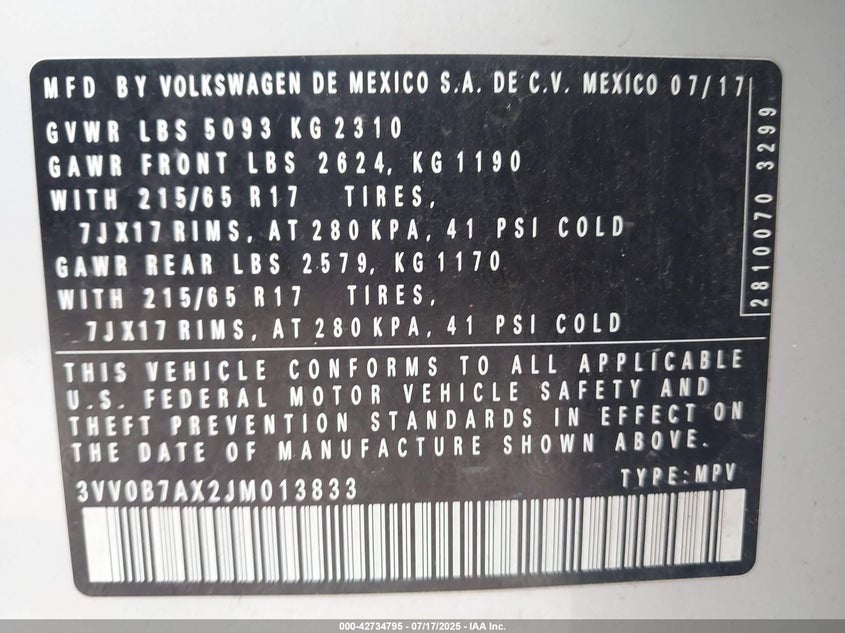 MFD BY VOLKSWAGEN DE MEXICO S.A. DE C.V. MEXICO 07/17
GVWR LBS 5093 KG 2310
GAWR FRONT LBS 2624, KG 1190
WITH 215/65 R17 TIRES,
7JX17 RIMS, AT 280 KPA, 41 PSI COLD
GAWR REAR LBS 2579, KG 1170
WITH 215/65 R17 TIRES,
7JX17 RIMS, AT 280 KPA, 41 PSI COLD
2810070 3299
THIS VEHICLE CONFORMS TO ALL APPLICABLE
U.S. FEDERAL MOTOR VEHICLE SAFETY AND
THEFT PREVENTION STANDARDS IN EFFECT ON
THE DATE OF MANUFACTURE SHOWN ABOVE.
3VV0B7AX2JM013833 TYPE: MPV
000-42734795 - 07/17/2025 - IAA Inc.